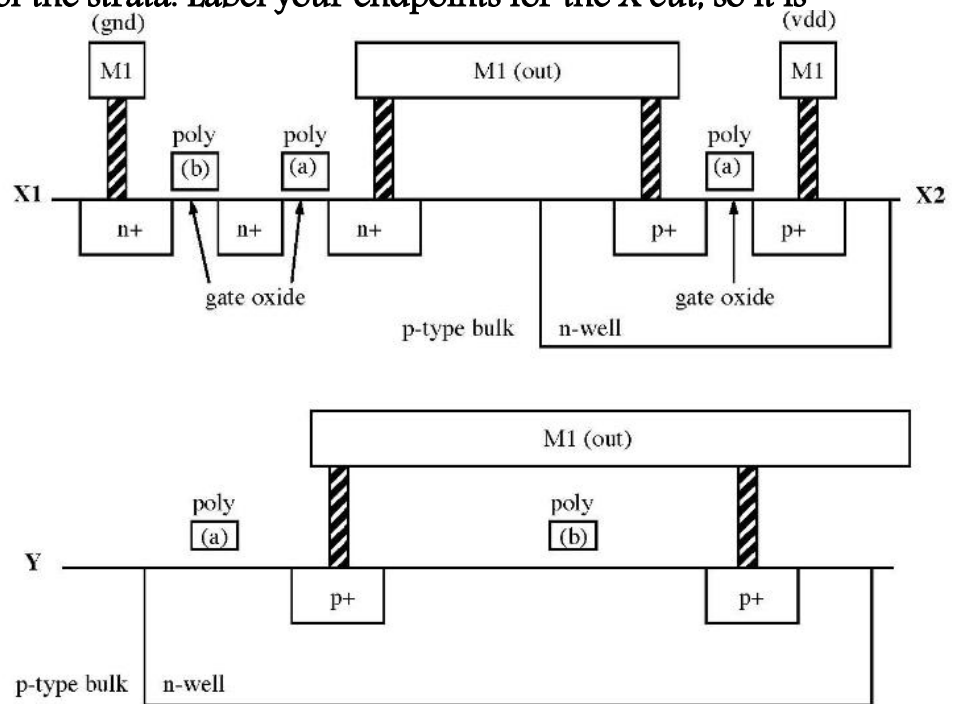 of the strata. Label your endpoints for the X cut, so it is
(gnd) (vdd)
M1 M1 (out) M1
poly poly poly
(b) (a) (a)
X1 X2
n+ n+ n+ p+ p+
gate oxide gate oxide
p-type bulk n-well
M1 (out)
poly poly
(a) (b)
Y
p+ p+
p-type bulk n-well